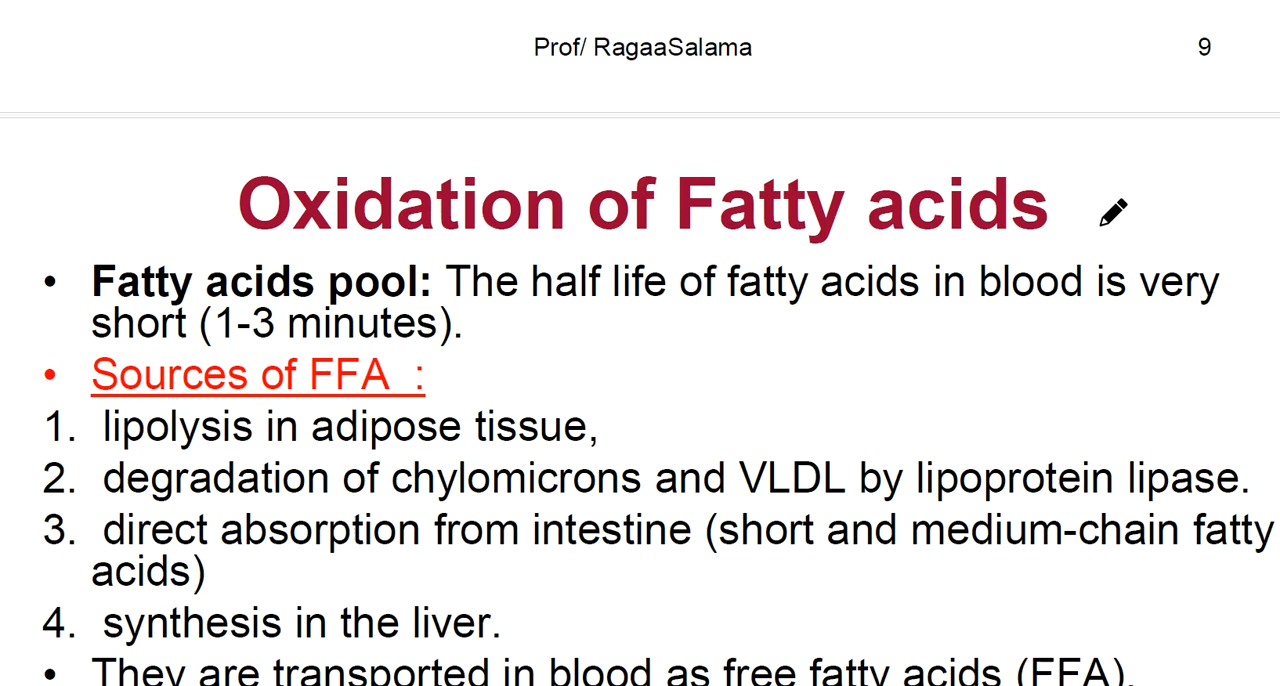 Prof/ RagaaSalama
9
Oxidation of Fatty acids
• Fatty acids pool: The half life of fatty acids in blood is very
short (1-3 minutes).
• Sources of FFA :
1. lipolysis in adipose tissue,
2. degradation of chylomicrons and VLDL by lipoprotein lipase.
3. direct absorption from intestine (short and medium-chain fatty
acids)
4. synthesis in the liver.
• They are transported in blood as free fatty acids (FFA).